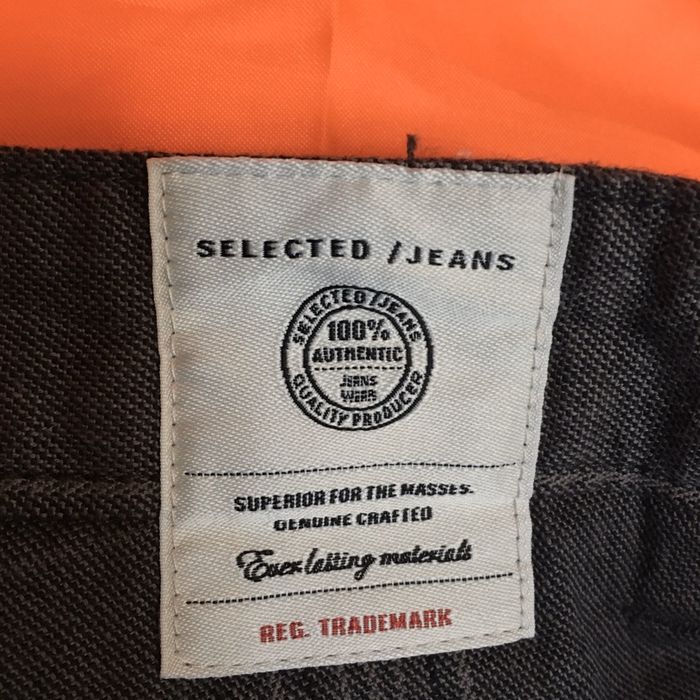 SELECTED /JEANS
SELECTED/JEANS
100%
AUTHENTIC
JEANS
WEAR
QUALITY PRODUCER
SUPERIOR FOR THE MASSES.
GENUINE CRAFTED
Ever lasting materials
REG. TRADEMARK